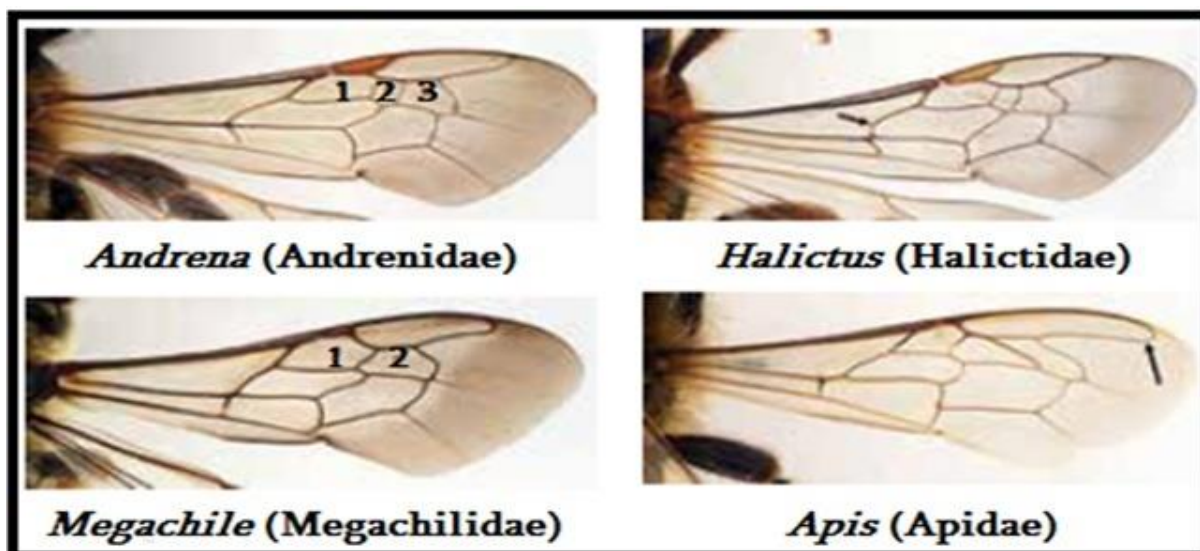 1 2 3
Andrena (Andrenidae)
Halictus (Halictidae)
1 2
Megachile (Megachilidae)
Apis (Apidae)